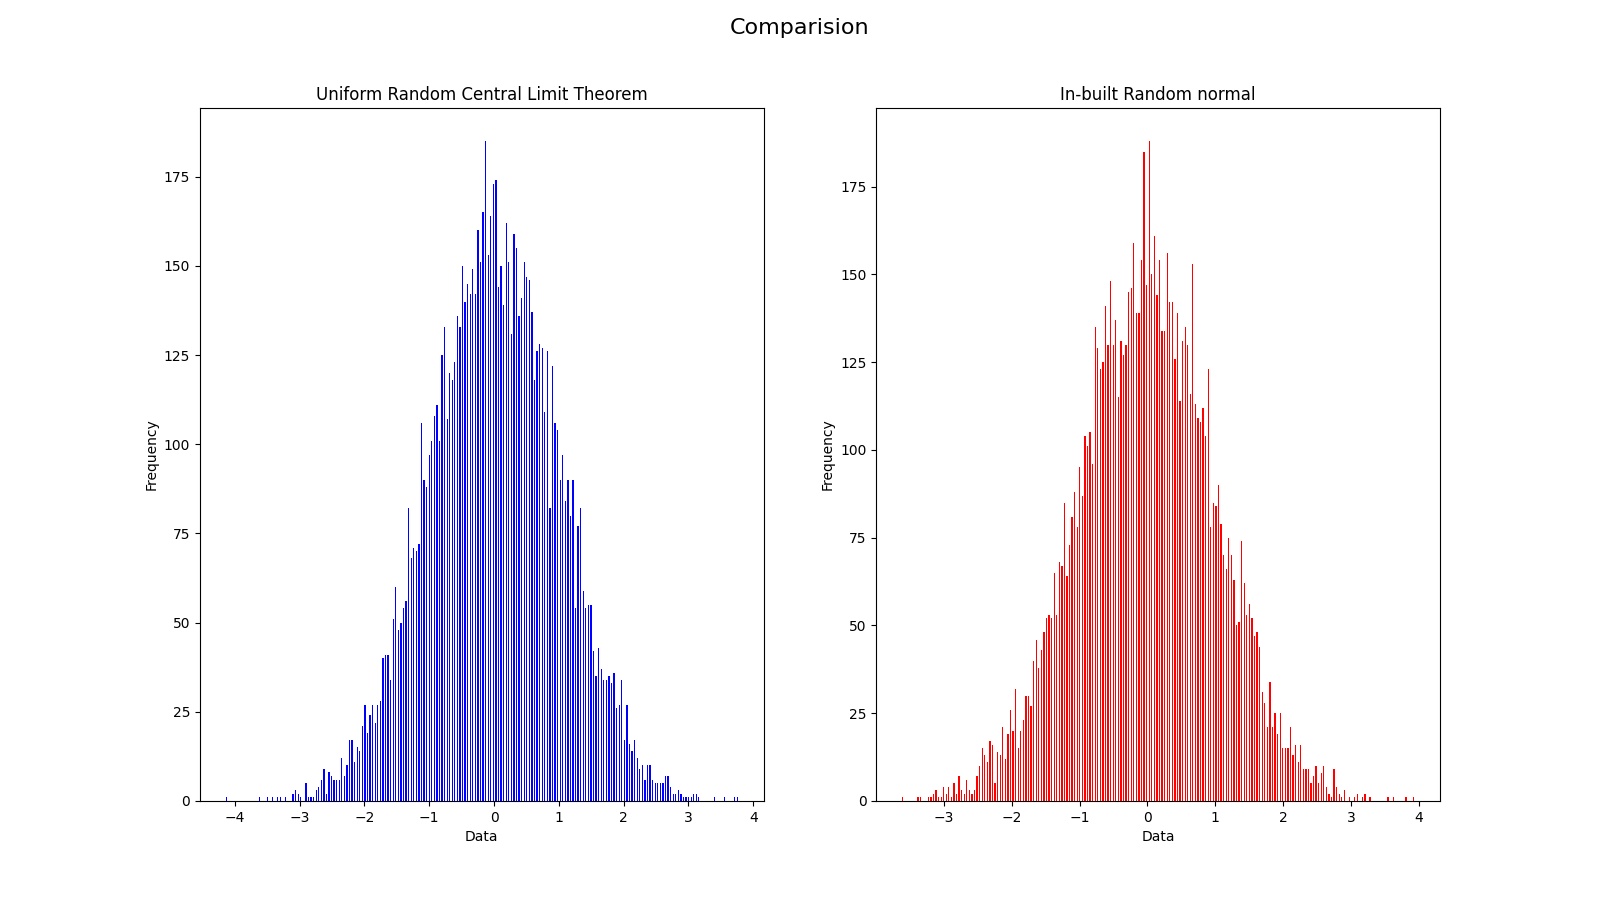 Comparision
Uniform Random Central Limit Theorem
175
150
125
100
75
50
25
0
Frequency
−4 −3 −2 −1 0 1 2 3 4
Data
In-built Random normal
175
150
125
100
75
50
25
0
Frequency
−3 −2 −1 0 1 2 3 4
Data